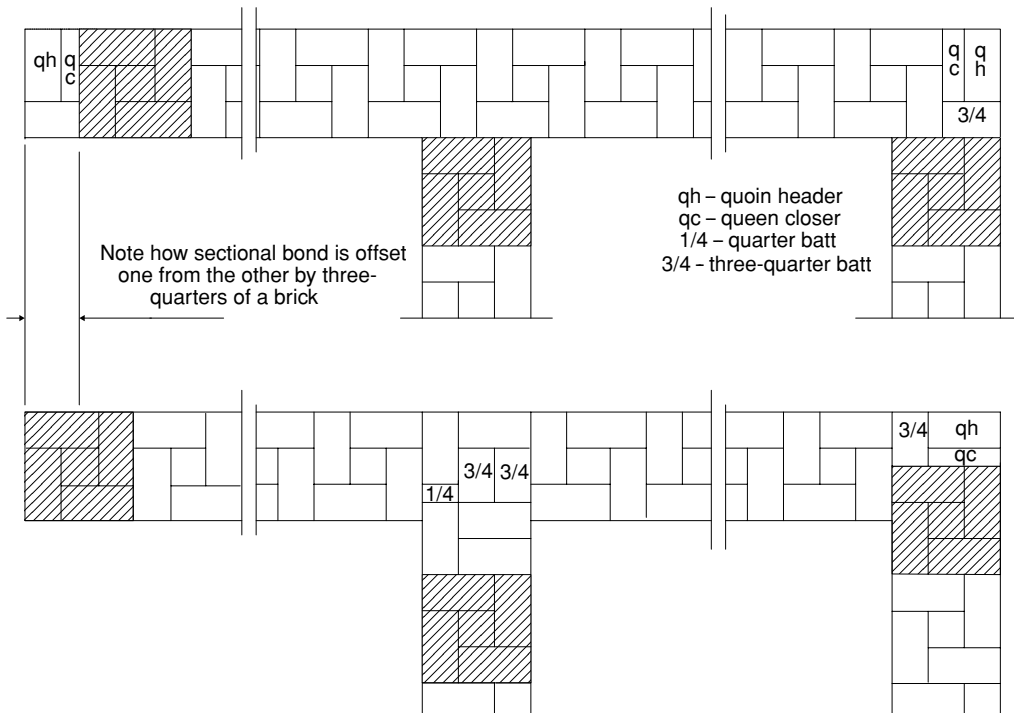 qh
q
c
q
c
q
h
3/4
qh – quoin header
qc – queen closer
1/4 – quarter batt
3/4 – three-quarter batt
Note how sectional bond is offset
one from the other by three-
quarters of a brick
3/4
qh
qc
3/4 3/4
1/4